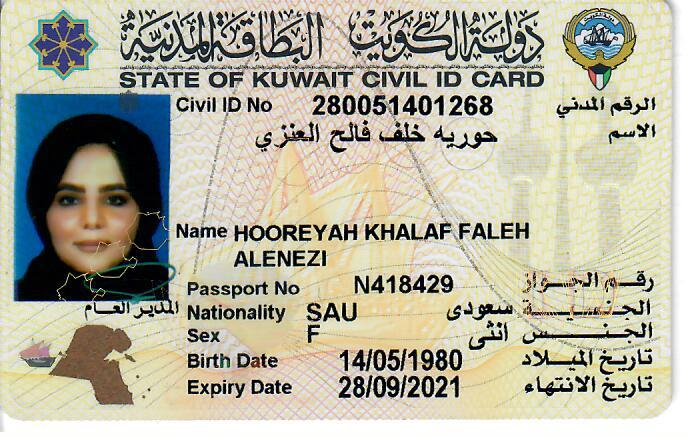 دولة الكويت البطاقة المدنية
STATE OF KUWAIT CIVIL ID CARD
Civil ID No 280051401268 الرقم المدني
حوريه خلف فالح العنزي الاسم
Name HOOREYAH KHALAF FALEH
ALENEZI
Passport No N418429 رقم الجواز
المدير العام
Nationality SAU سعودى الجنسية
Sex F انثى الجنس
Birth Date 14/05/1980 تاريخ الميلاد
Expiry Date 28/09/2021 تاريخ الانتهاء